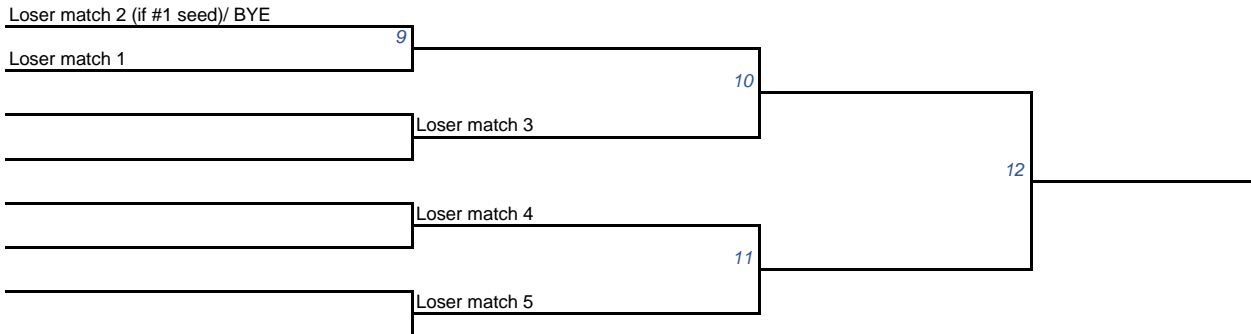 Loser match 2 (if #1 seed)/ BYE
9
Loser match 1
10
Loser match 3
12
Loser match 4
11
Loser match 5